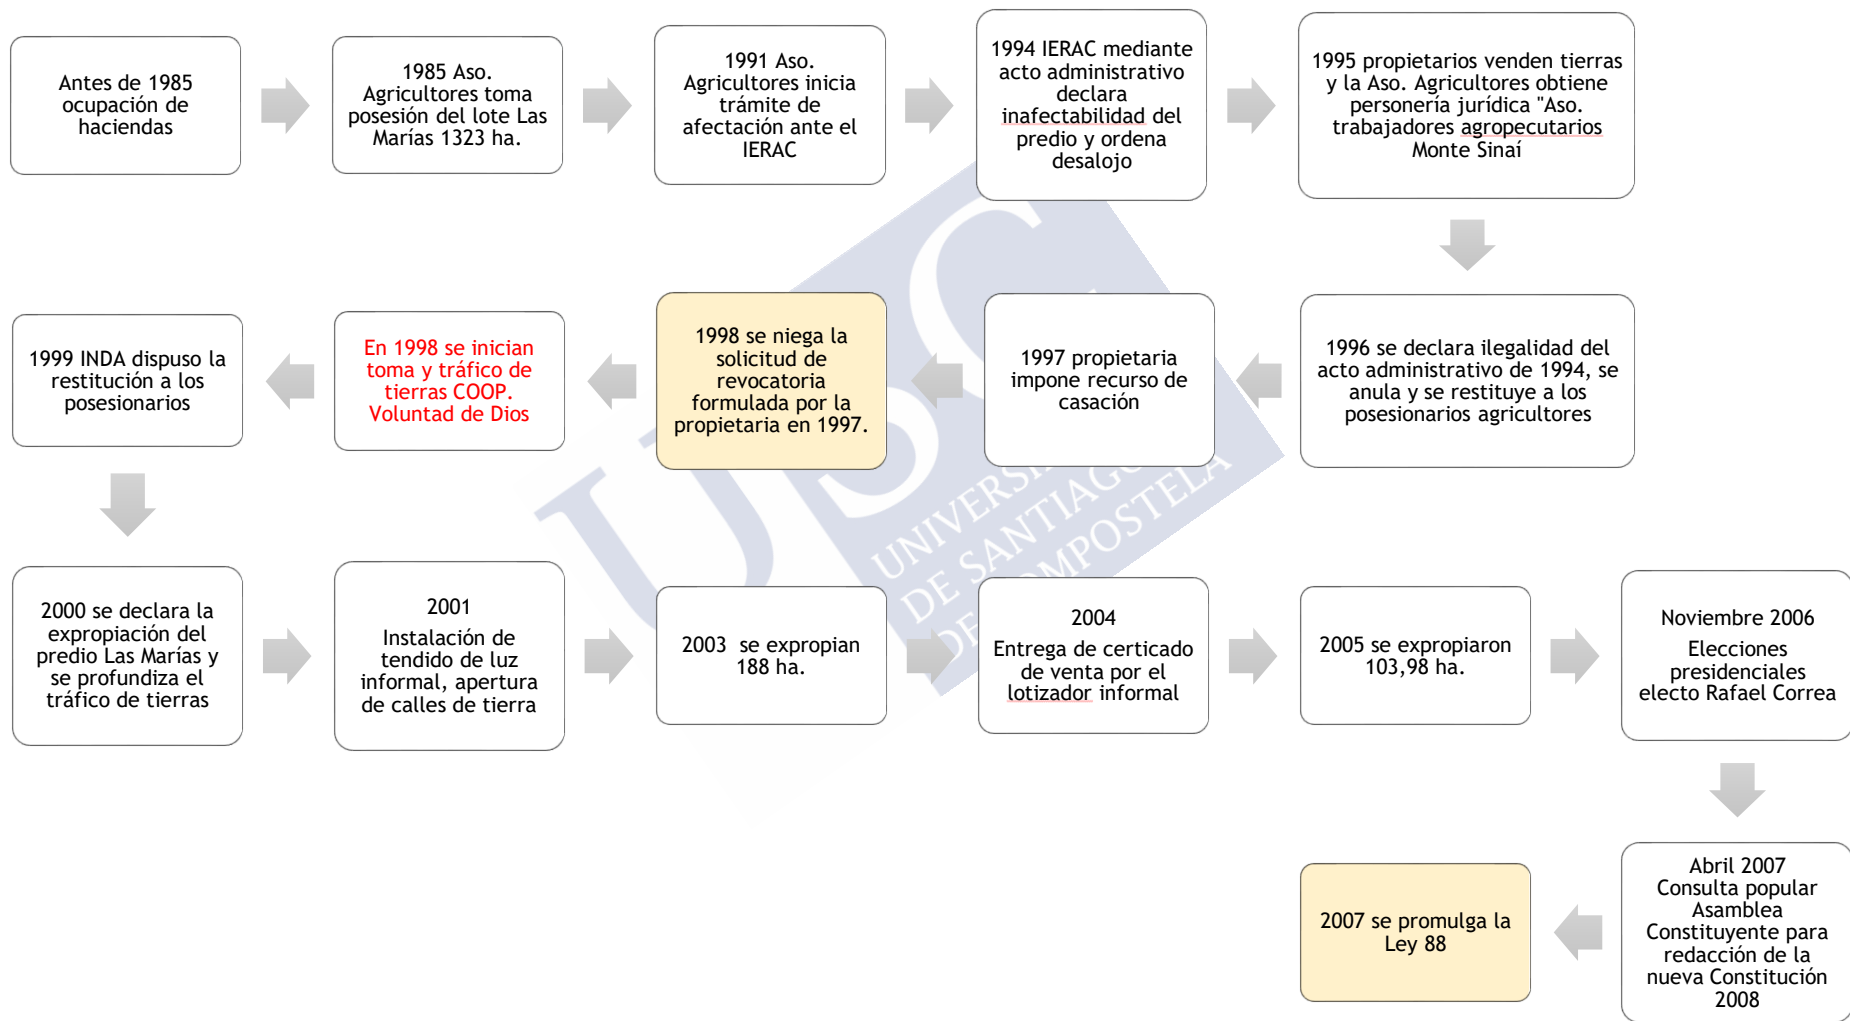 Antes de 1985
ocupación de
haciendas
1985 Aso.
Agricultores toma
posesión del lote Las
Marías 1323 ha.
1991 Aso.
Agricultores inicia
trámite de
afectación ante el
IERAC
1994 IERAC mediante
acto administrativo
declara
inafectabilidad del
predio y ordena
desalojo
1995 propietarios venden tierras
y la Aso. Agricultores obtiene
personería jurídica "Aso.
trabajadores agropecutarios
Monte Sinaí
1996 se declara ilegalidad del
acto administrativo de 1994, se
anula y se restituye a los
posesionarios agricultores
1997 propietaria
impone recurso de
casación
1998 se niega la
solicitud de
revocatoria
formulada por la
propietaria en 1997.
En 1998 se inician
toma y tráfico de
tierras COOP.
Voluntad de Dios
1999 INDA dispuso la
restitución a los
posesionarios
2000 se declara la
expropiación del
predio Las Marías y
se profundiza el
tráfico de tierras
2001
Instalación de
tendido de luz
informal, apertura
de calles de tierra
2003 se expropian
188 ha.
2004
Entrega de certicado
de venta por el
lotizador informal
2005 se expropiaron
103,98 ha.
Noviembre 2006
Elecciones
presidenciales
electo Rafael Correa
Abril 2007
Consulta popular
Asamblea
Constituyente para
redacción de la
nueva Constitución
2008
2007 se promulga la
Ley 88
USC
DE SANTIAGO